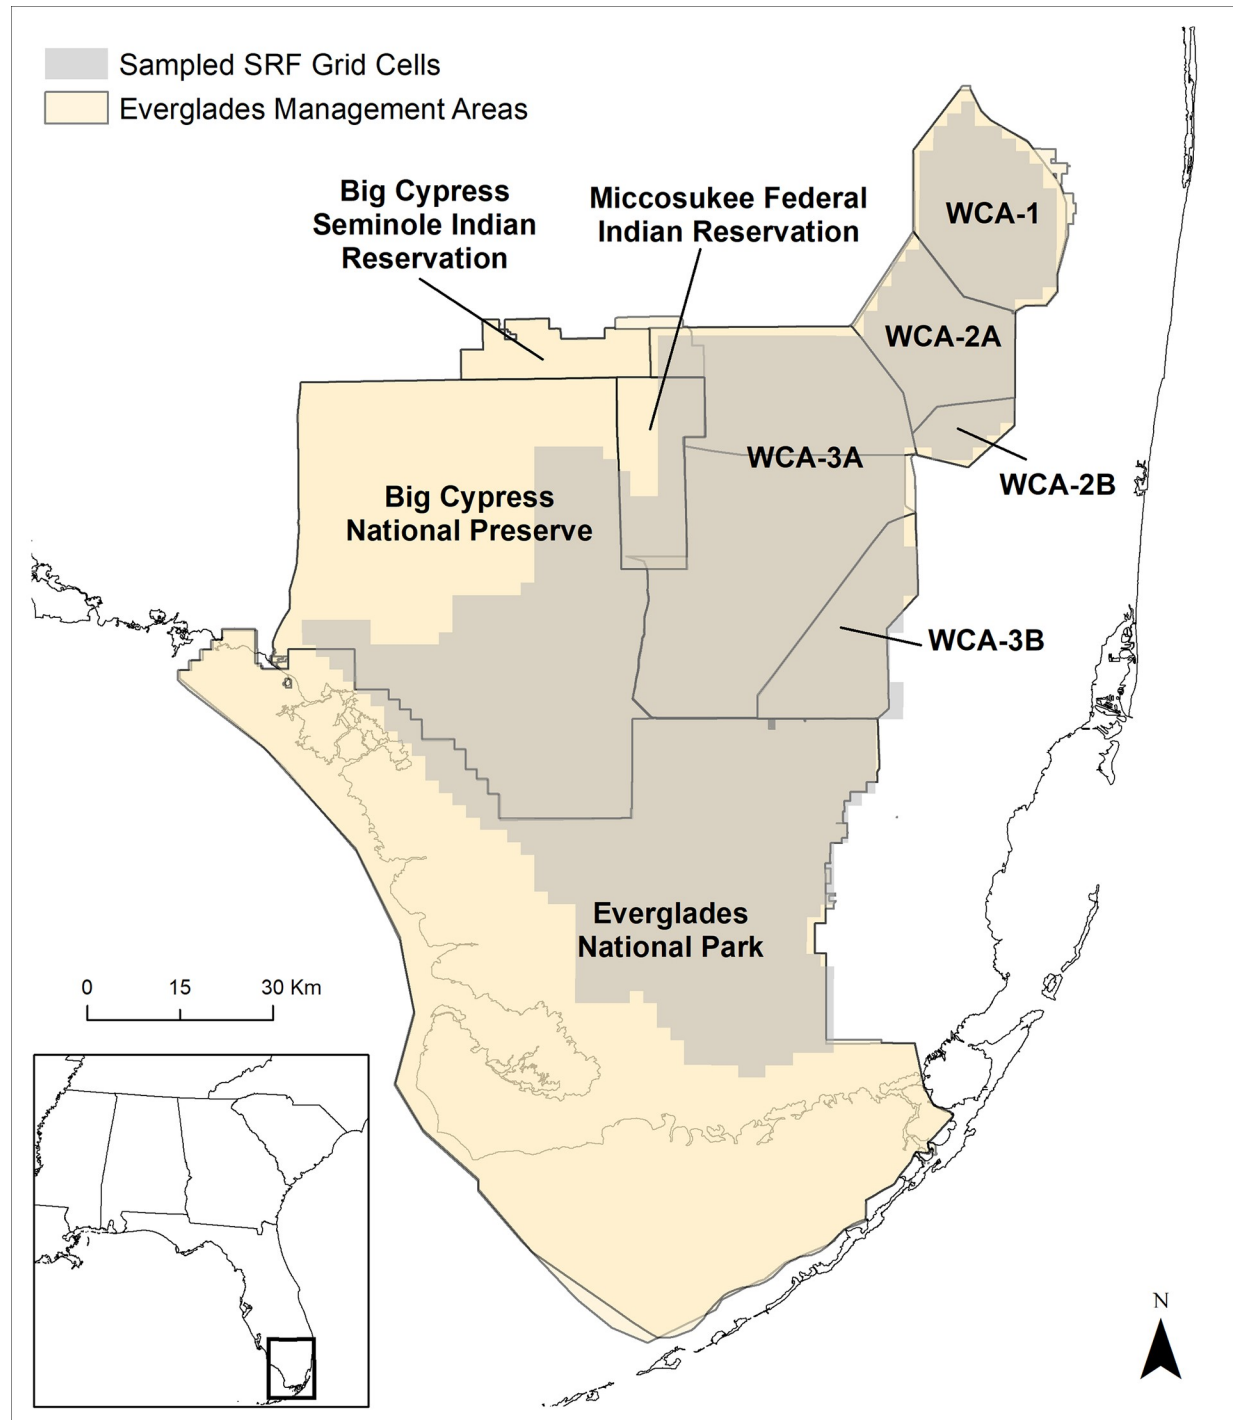 Sampled SRF Grid Cells
Everglades Management Areas
Big Cypress
Seminole Indian
Reservation
Miccosukee Federal
Indian Reservation
WCA-1
WCA-2A
WCA-3A
WCA-2B
Big Cypress
National Preserve
WCA-3B
Everglades
National Park
0 15 30 Km
N